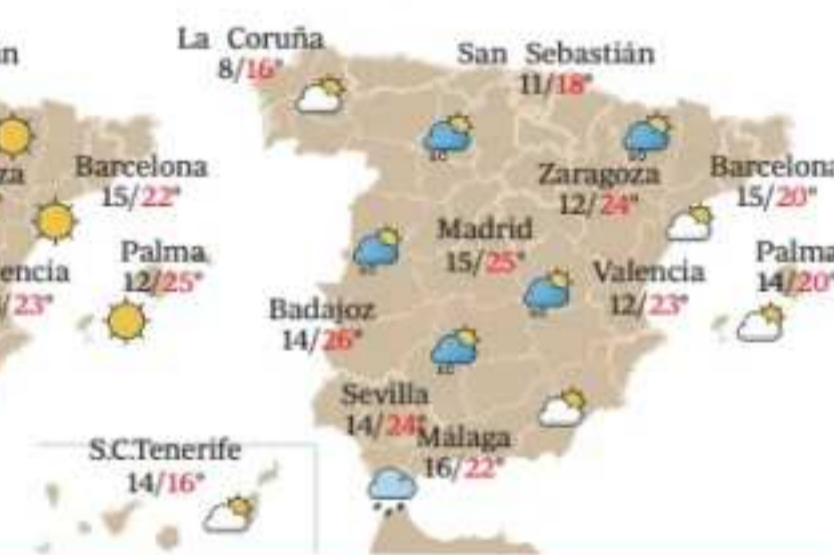 La Coruña
8/16°
San Sebastián
11/18°
Barcelona
15/22°
Zaragoza
12/24°
Barcelona
15/20°
Madrid
15/25°
Palma
12/25°
Valencia
12/23°
Palma
14/20°
encia
/23°
Badajoz
14/26°
Sevilla
14/24°
Málaga
16/22°
S.C.Tenerife
14/16°